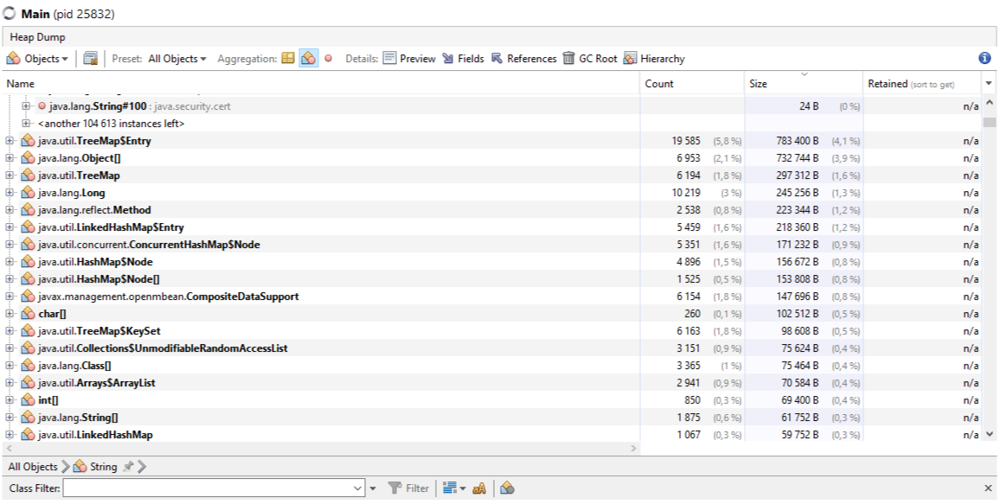 Main (pid 25832)
Heap Dump
Objects Preset: All Objects Aggregation: Details: Preview Fields References GC Root Hierarchy
Name Count Size Retained (sort to get)
java.lang.String#100 : java.security.cert 24 B (0 %) n/a
<another 104 613 instances left>
java.util.TreeMap$Entry 19 585 (5,8 %) 783 400 B (4,1 %) n/a
java.lang.Object[] 6 953 (2,1 %) 732 744 B (3,9 %) n/a
java.util.TreeMap 6 194 (1,8 %) 297 312 B (1,6 %) n/a
java.lang.Long 10 219 (3 %) 245 256 B (1,3 %) n/a
java.lang.reflect.Method 2 538 (0,8 %) 223 344 B (1,2 %) n/a
java.util.LinkedHashMap$Entry 5 459 (1,6 %) 218 360 B (1,2 %) n/a
java.util.concurrent.ConcurrentHashMap$Node 5 351 (1,6 %) 171 232 B (0,9 %) n/a
java.util.HashMap$Node 4 896 (1,5 %) 156 672 B (0,8 %) n/a
java.util.HashMap$Node[] 1 525 (0,5 %) 153 808 B (0,8 %) n/a
javax.management.openmbean.CompositeDataSupport 6 154 (1,8 %) 147 696 B (0,8 %) n/a
char[] 260 (0,1 %) 102 512 B (0,5 %) n/a
java.util.TreeMap$KeySet 6 163 (1,8 %) 98 608 B (0,5 %) n/a
java.util.Collections$UnmodifiableRandomAccessList 3 151 (0,9 %) 75 624 B (0,4 %) n/a
java.lang.Class[] 3 365 (1 %) 75 464 B (0,4 %) n/a
java.util.Arrays$ArrayList 2 941 (0,9 %) 70 584 B (0,4 %) n/a
int[] 850 (0,3 %) 69 400 B (0,4 %) n/a
java.lang.String[] 1 875 (0,6 %) 61 752 B (0,3 %) n/a
java.util.LinkedHashMap 1 067 (0,3 %) 59 752 B (0,3 %) n/a
All Objects String
Class Filter: Filter aA